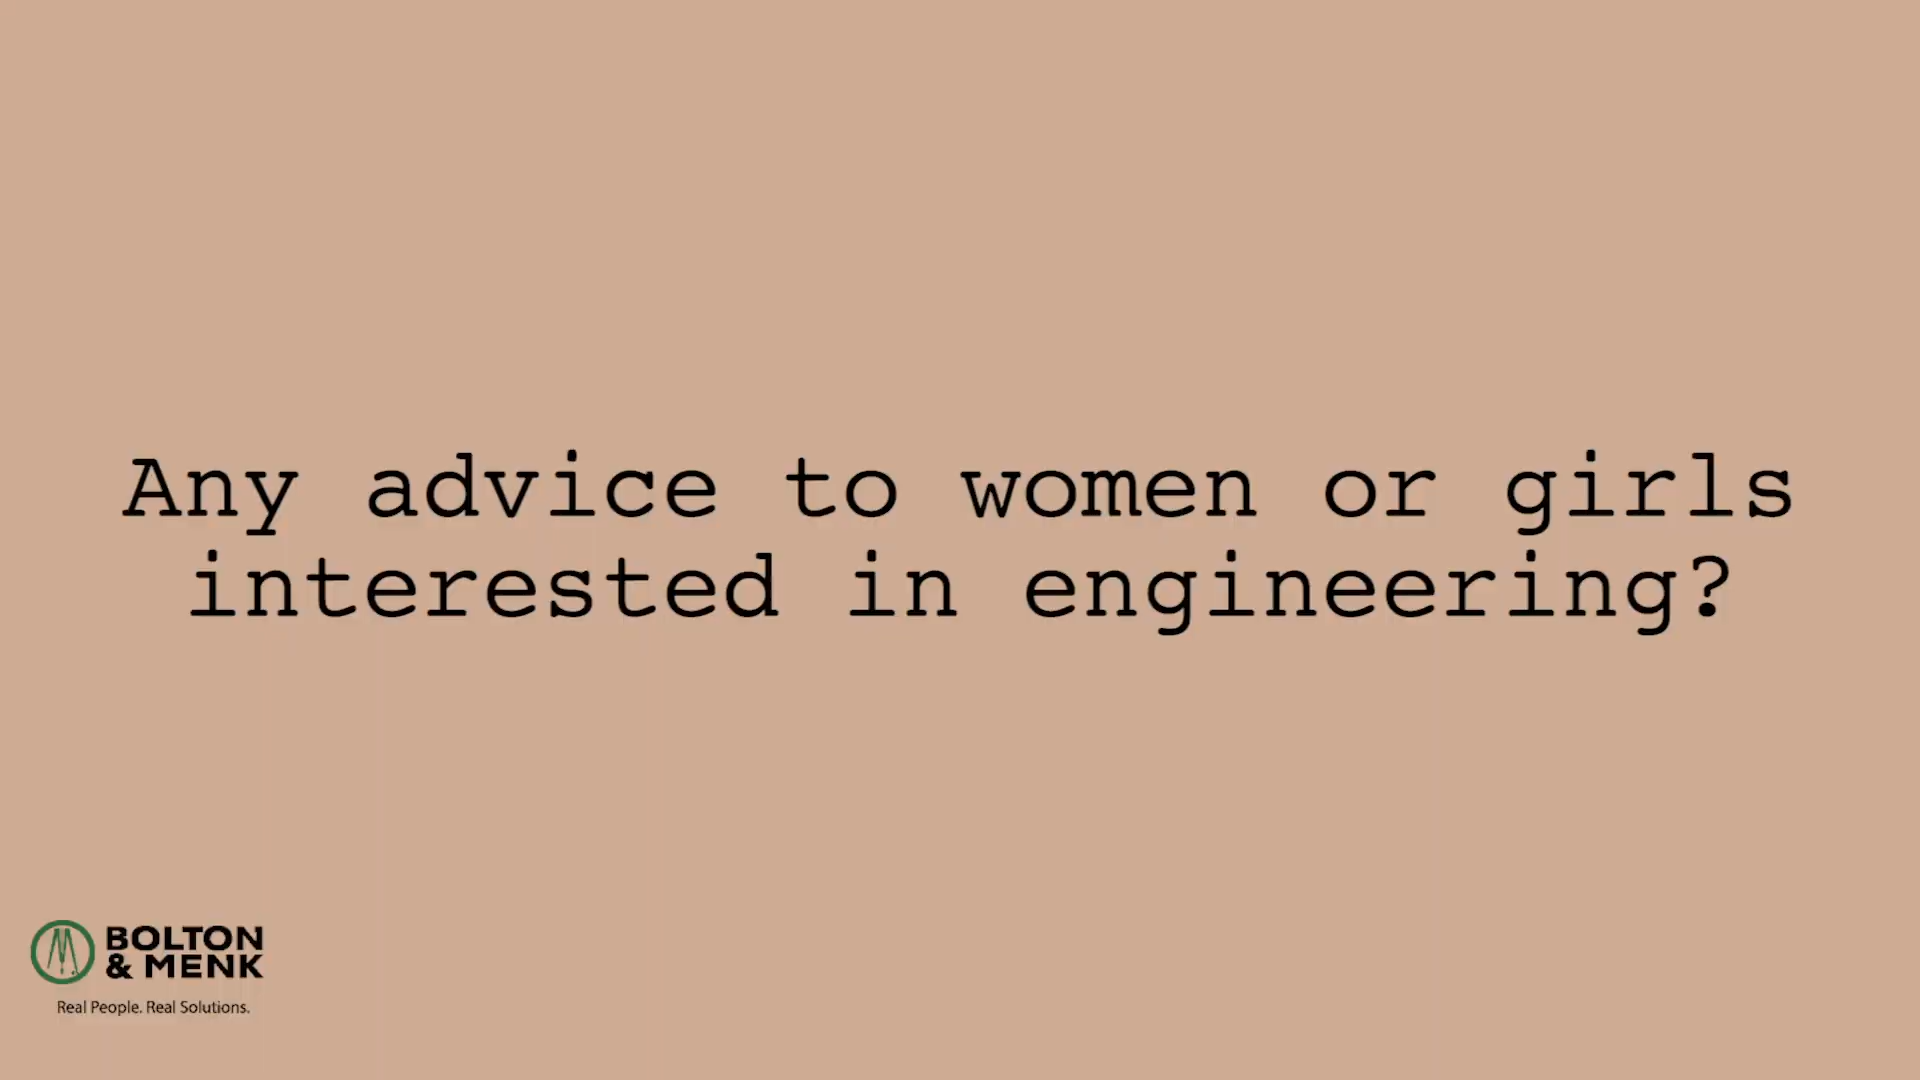 Any advice to women or girls
interested in engineering?
BOLTON
& MENK
Real People. Real Solutions.